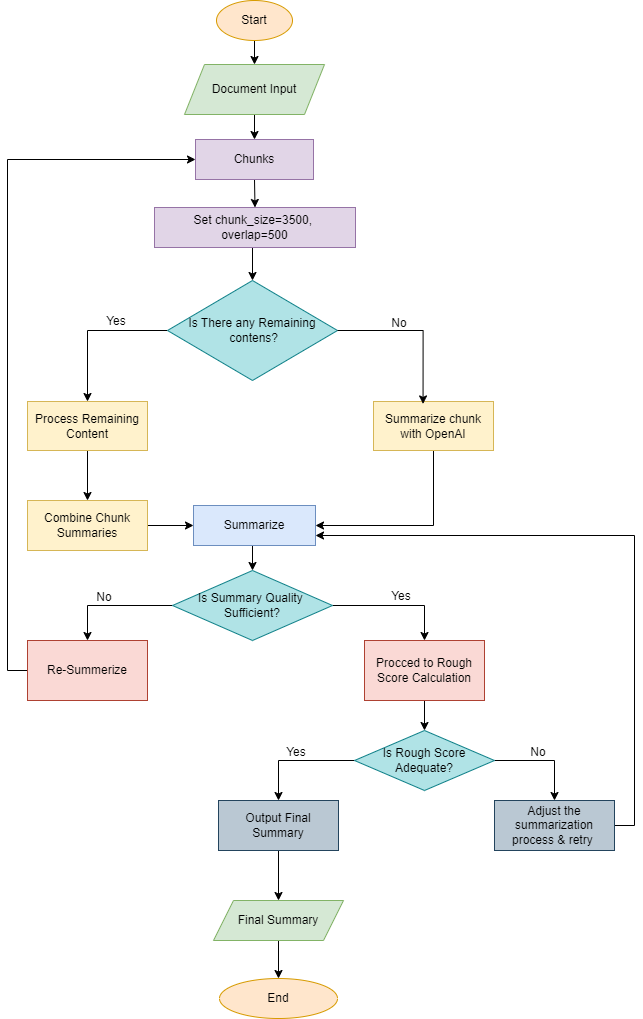 Start
Document Input
Chunks
Set chunk_size=3500,
overlap=500
Is There any Remaining
contens?
Yes
No
Process Remaining
Content
Summarize chunk
with OpenAI
Combine Chunk
Summaries
Summarize
Is Summary Quality
Sufficient?
No
Yes
Re-Summerize
Procced to Rough
Score Calculation
Is Rough Score
Adequate?
Yes
No
Output Final
Summary
Adjust the
summarization
process & retry
Final Summary
End